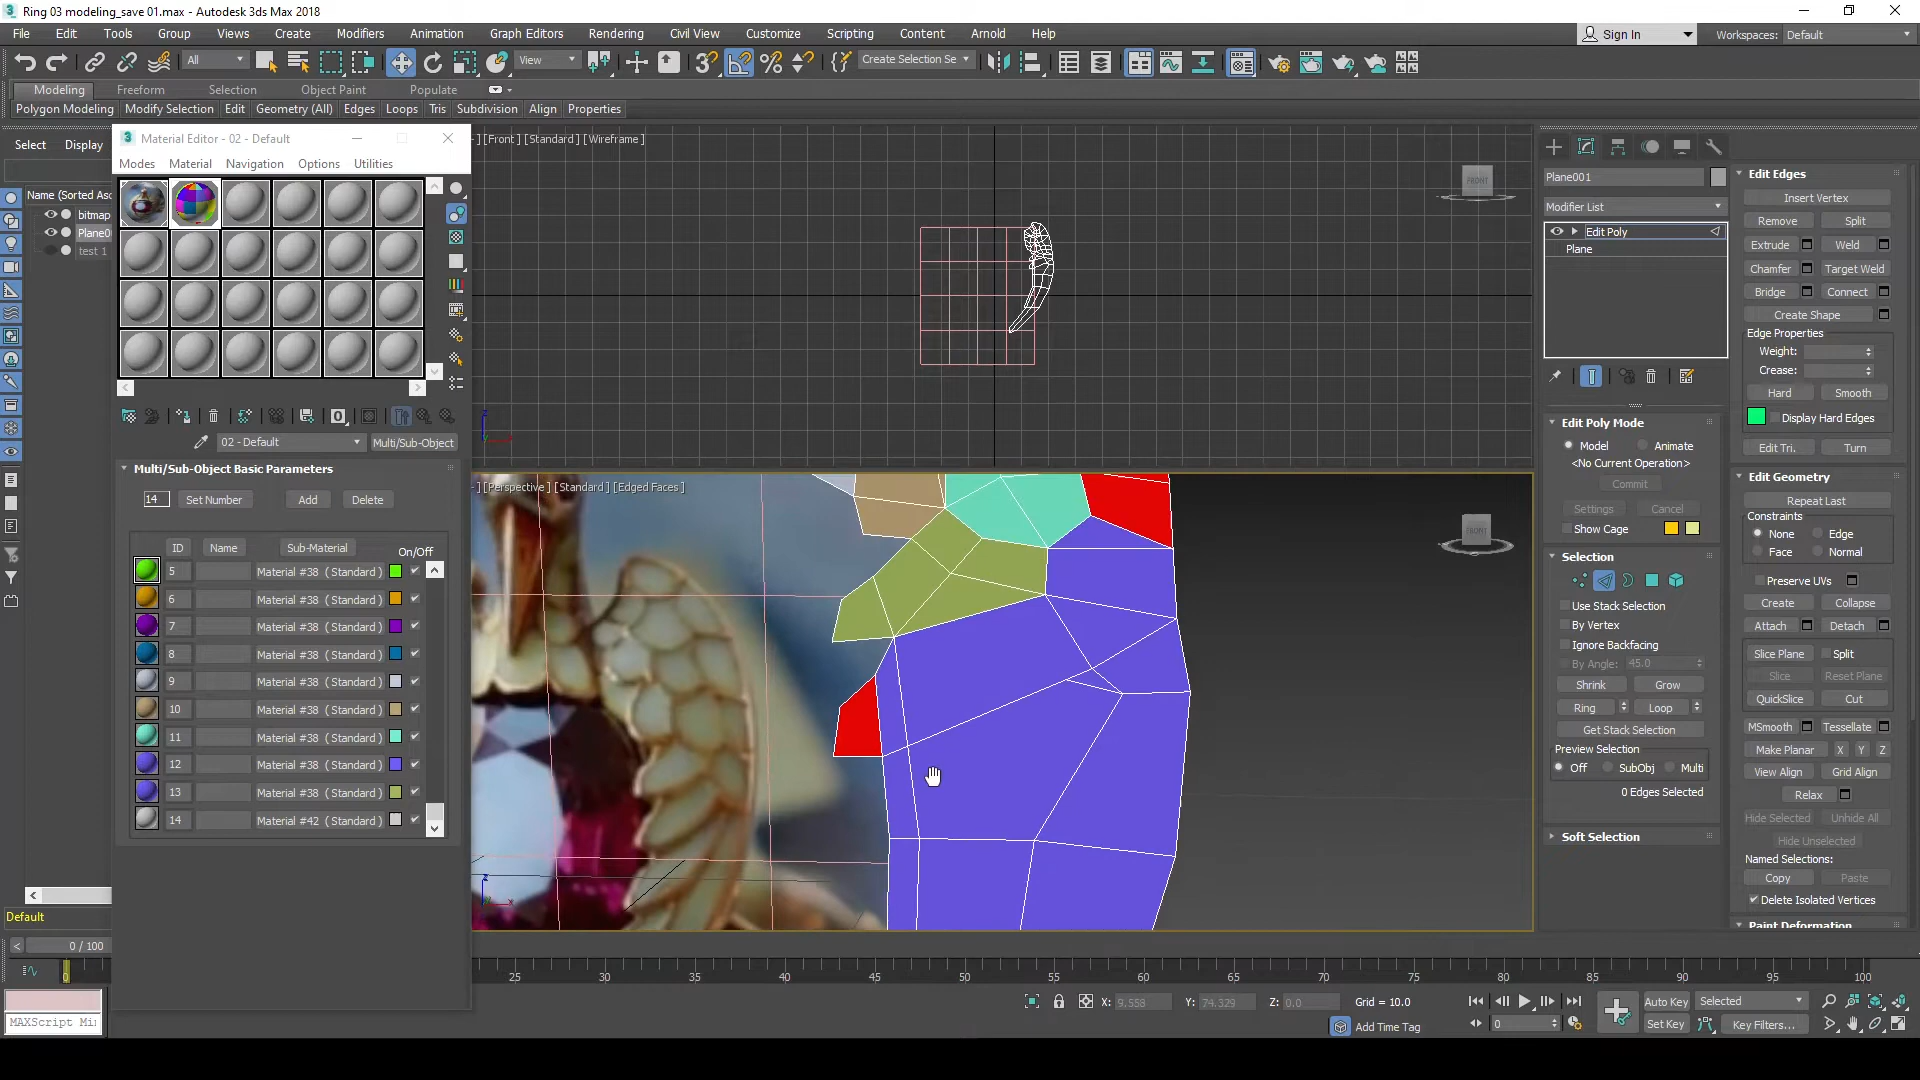 Ring 03 modeling_save 01.max - Autodesk 3ds Max 2018
File Edit Tools Group Views Create Modifiers Animation Graph Editors Rendering Civil View Customize Scripting Content Arnold Help
Sign In
Workspaces: Default
All
View
Create Selection Se
Modeling Freeform Selection Object Paint Populate
Polygon Modeling Modify Selection Edit Geometry (All) Edges Loops Tris Subdivision Align Properties
Select Display
Name (Sorted Asc
bitmap
Plane0
test 1
Default
0 / 100
MAXScript Mi
Material Editor - 02 - Default
Modes Material Navigation Options Utilities
02 - Default
Multi/Sub-Object
Multi/Sub-Object Basic Parameters
14 Set Number Add Delete
ID Name Sub-Material On/Off
5 Material #38 ( Standard )
6 Material #38 ( Standard )
7 Material #38 ( Standard )
8 Material #38 ( Standard )
9 Material #38 ( Standard )
10 Material #38 ( Standard )
11 Material #38 ( Standard )
12 Material #38 ( Standard )
13 Material #38 ( Standard )
14 Material #42 ( Standard )
] [Front ] [Standard ] [Wireframe ]
FRONT
] [Perspective ] [Standard ] [Edged Faces ]
FRONT
Plane001
Modifier List
Edit Poly
Plane
Edit Poly Mode
Model Animate
<No Current Operation>
Commit
Settings Cancel
Show Cage
Selection
Use Stack Selection
By Vertex
Ignore Backfacing
By Angle: 45.0
Shrink Grow
Ring Loop
Get Stack Selection
Preview Selection
Off SubObj Multi
0 Edges Selected
Soft Selection
Edit Edges
Insert Vertex
Remove Split
Extrude Weld
Chamfer Target Weld
Bridge Connect
Create Shape
Edge Properties
Weight:
Crease:
Hard Smooth
Display Hard Edges
Edit Tri. Turn
Edit Geometry
Repeat Last
Constraints
None Edge
Face Normal
Preserve UVs
Create Collapse
Attach Detach
Slice Plane Split
Slice Reset Plane
QuickSlice Cut
MSmooth Tessellate
Make Planar X Y Z
View Align Grid Align
Relax
Hide Selected Unhide All
Hide Unselected
Named Selections:
Copy Paste
Delete Isolated Vertices
Paint Deformation
0 25 30 35 40 45 50 55 60 65 70 75 80 85 90 95 100
X: 9.558 Y: 74.329 Z: 0.0 Grid = 10.0
Add Time Tag
0
Auto Key Selected
Set Key Key Filters...